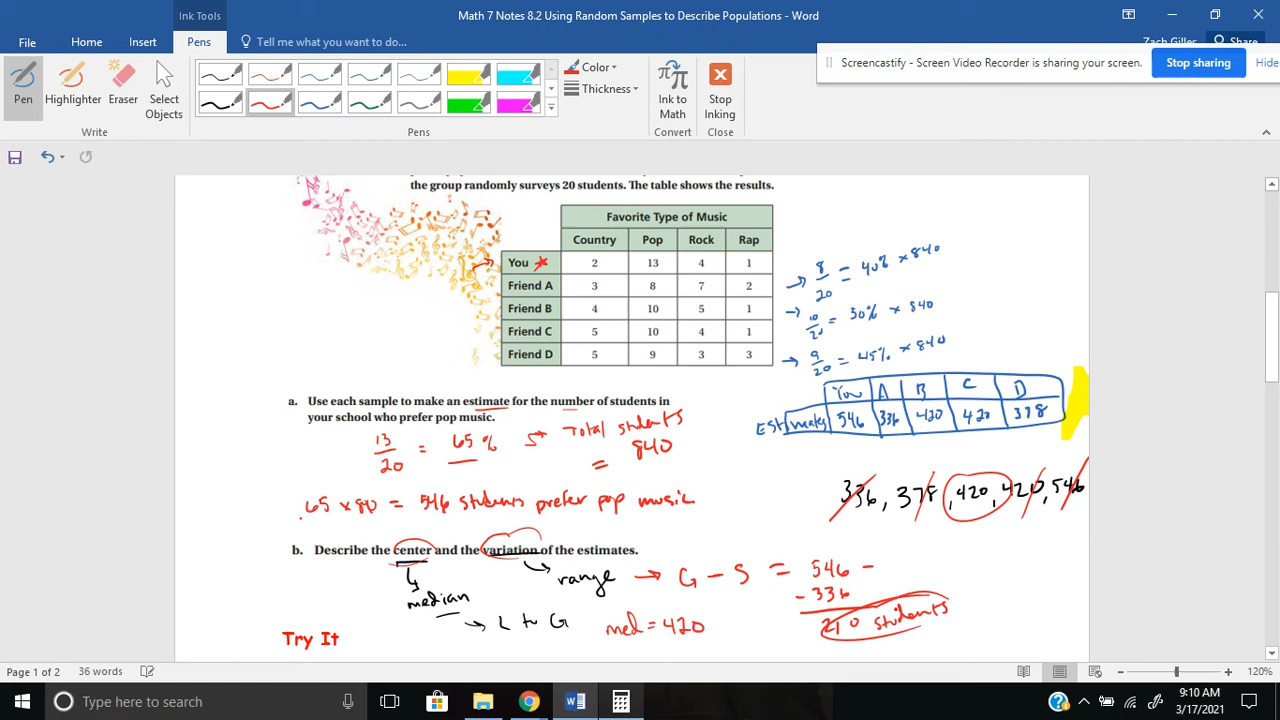 Ink Tools
Math 7 Notes 8.2 Using Random Samples to Describe Populations - Word
Zach Giller
File Home Insert Pens Tell me what you want to do... Share
Screencastify - Screen Video Recorder is sharing your screen. Stop sharing Hide
Pen Highlighter Eraser Select Objects
Color
Thickness
Ink to Math
Stop Inking
Write Pens Convert Close
the group randomly surveys 20 students. The table shows the results.
Favorite Type of Music
Country Pop Rock Rap
You 2 13 4 1
Friend A 3 8 7 2
Friend B 4 10 5 1
Friend C 5 10 4 1
Friend D 5 9 3 3
→ 8/20 = 40% × 840
→ 10/20 = 50% × 840
→ 9/20 = 45% × 840
You A B C D
Estimates 546 336 420 420 378
a. Use each sample to make an estimate for the number of students in
your school who prefer pop music.
13/20 = 65% → Total students
= 840
.65 × 80 = 546 students prefer pop music
336, 378, 420, 420, 546
b. Describe the center and the variation of the estimates.
↳ range → G - S = 546 -
- 336
210 students
↳ median
→ L to G med = 420
Try It
Page 1 of 2 36 words 120%
Type here to search
9:10 AM
3/17/2021